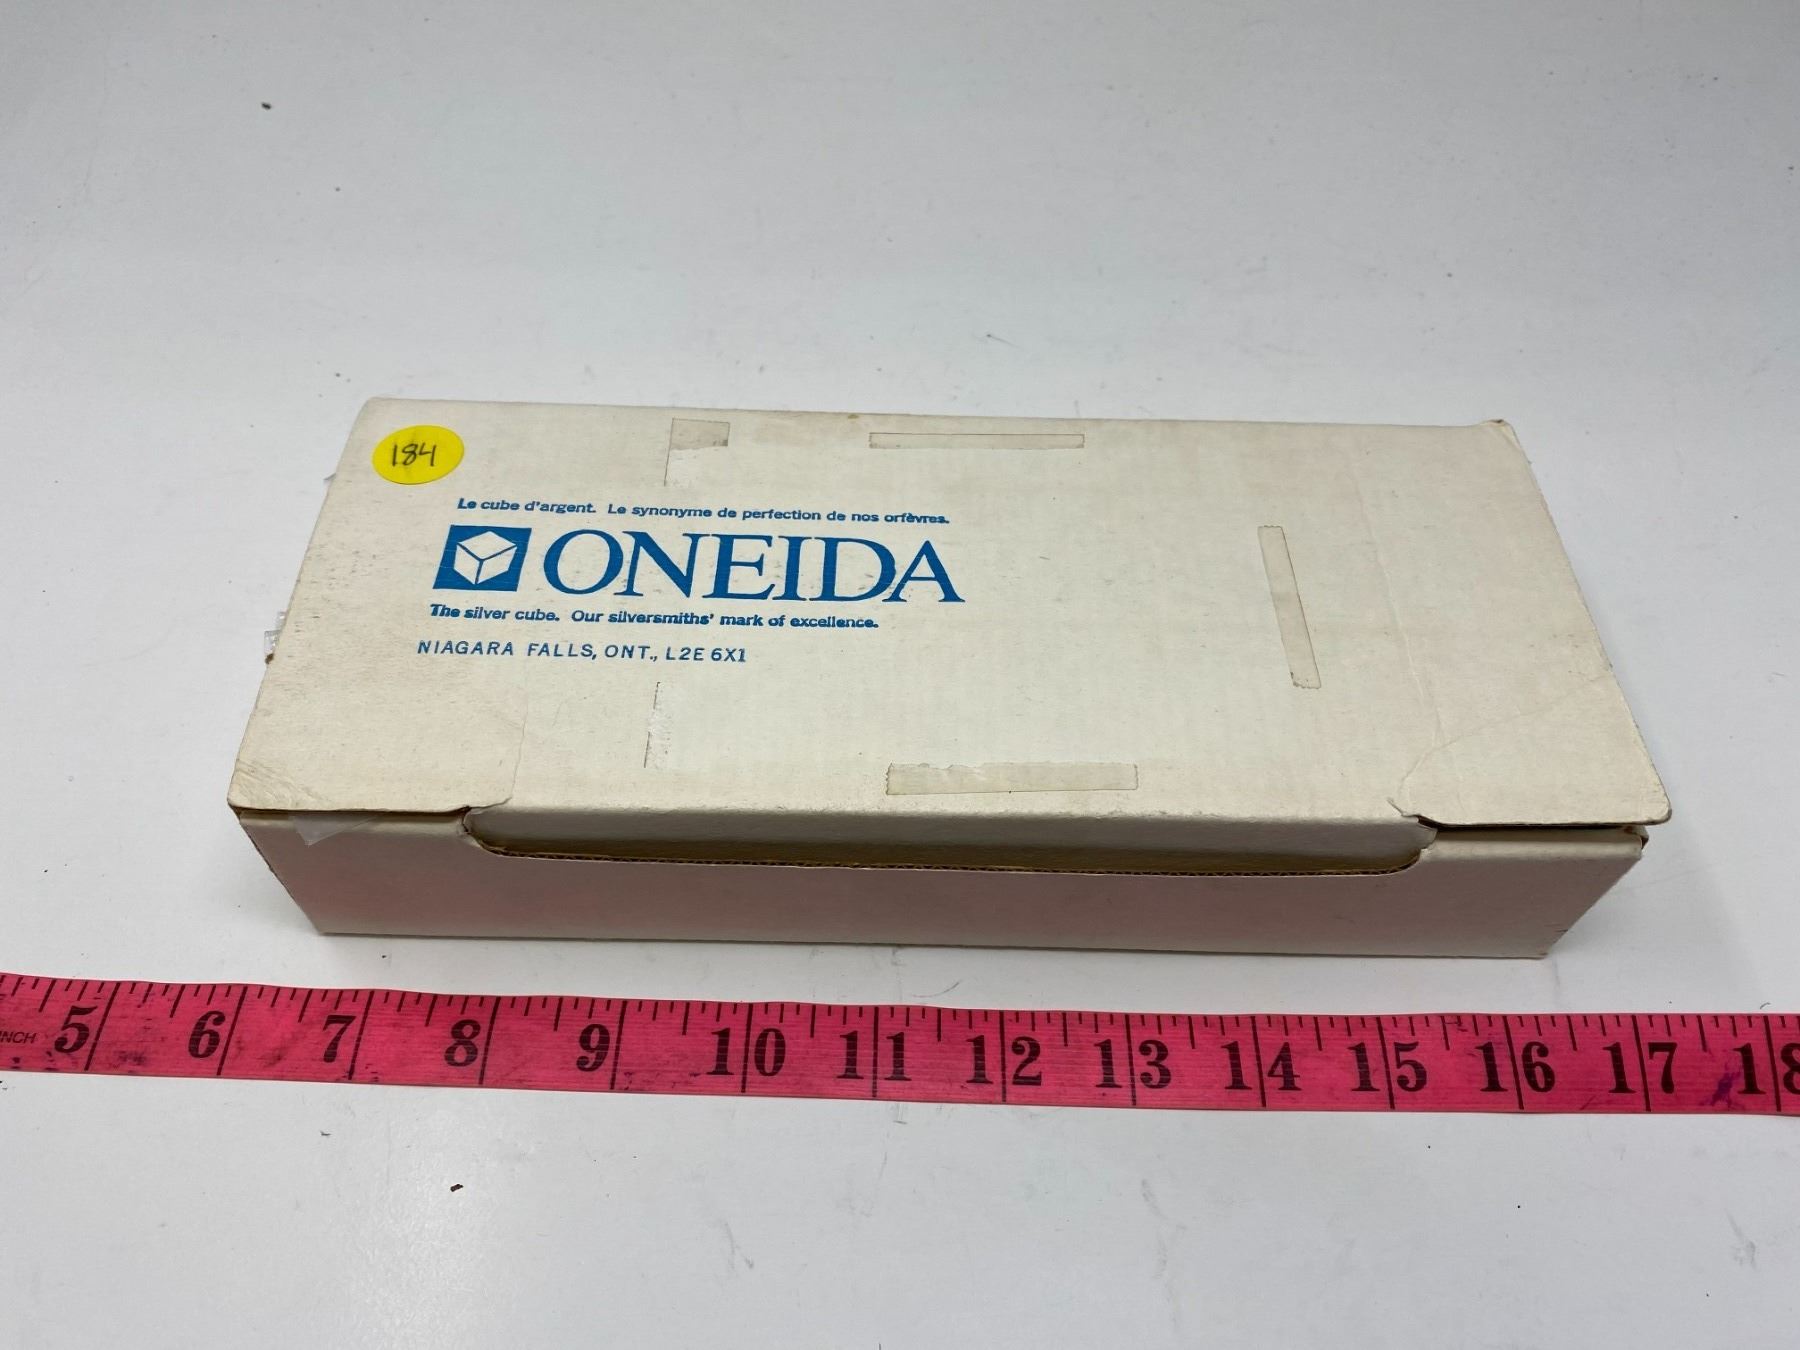 184
Le cube d'argent. Le synonyme de perfection de nos orfèvres.
ONEIDA
The silver cube. Our silversmiths' mark of excellence.
NIAGARA FALLS, ONT., L2E 6X1
INCH 5 6 7 8 9 10 11 12 13 14 15 16 17 18